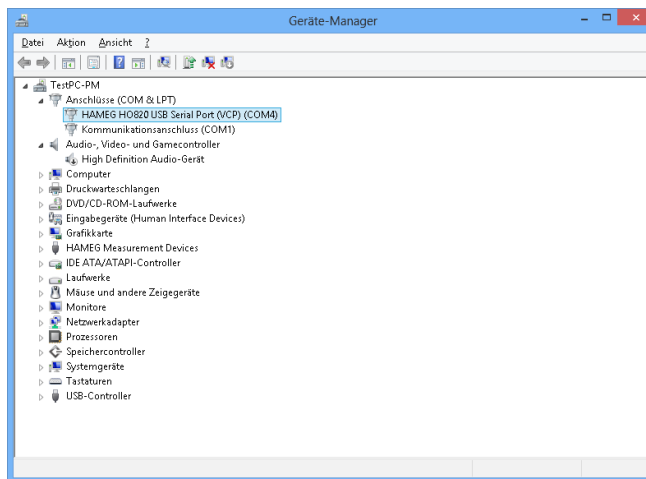 Geräte-Manager
Datei Aktion Ansicht ?
TestPC-PM
Anschlüsse (COM & LPT)
HAMEG HO820 USB Serial Port (VCP) (COM4)
Kommunikationsanschluss (COM1)
Audio-, Video- und Gamecontroller
High Definition Audio-Gerät
Computer
Druckwarteschlangen
DVD/CD-ROM-Laufwerke
Eingabegeräte (Human Interface Devices)
Grafikkarte
HAMEG Measurement Devices
IDE ATA/ATAPI-Controller
Laufwerke
Mäuse und andere Zeigegeräte
Monitore
Netzwerkadapter
Prozessoren
Speichercontroller
Systemgeräte
Tastaturen
USB-Controller